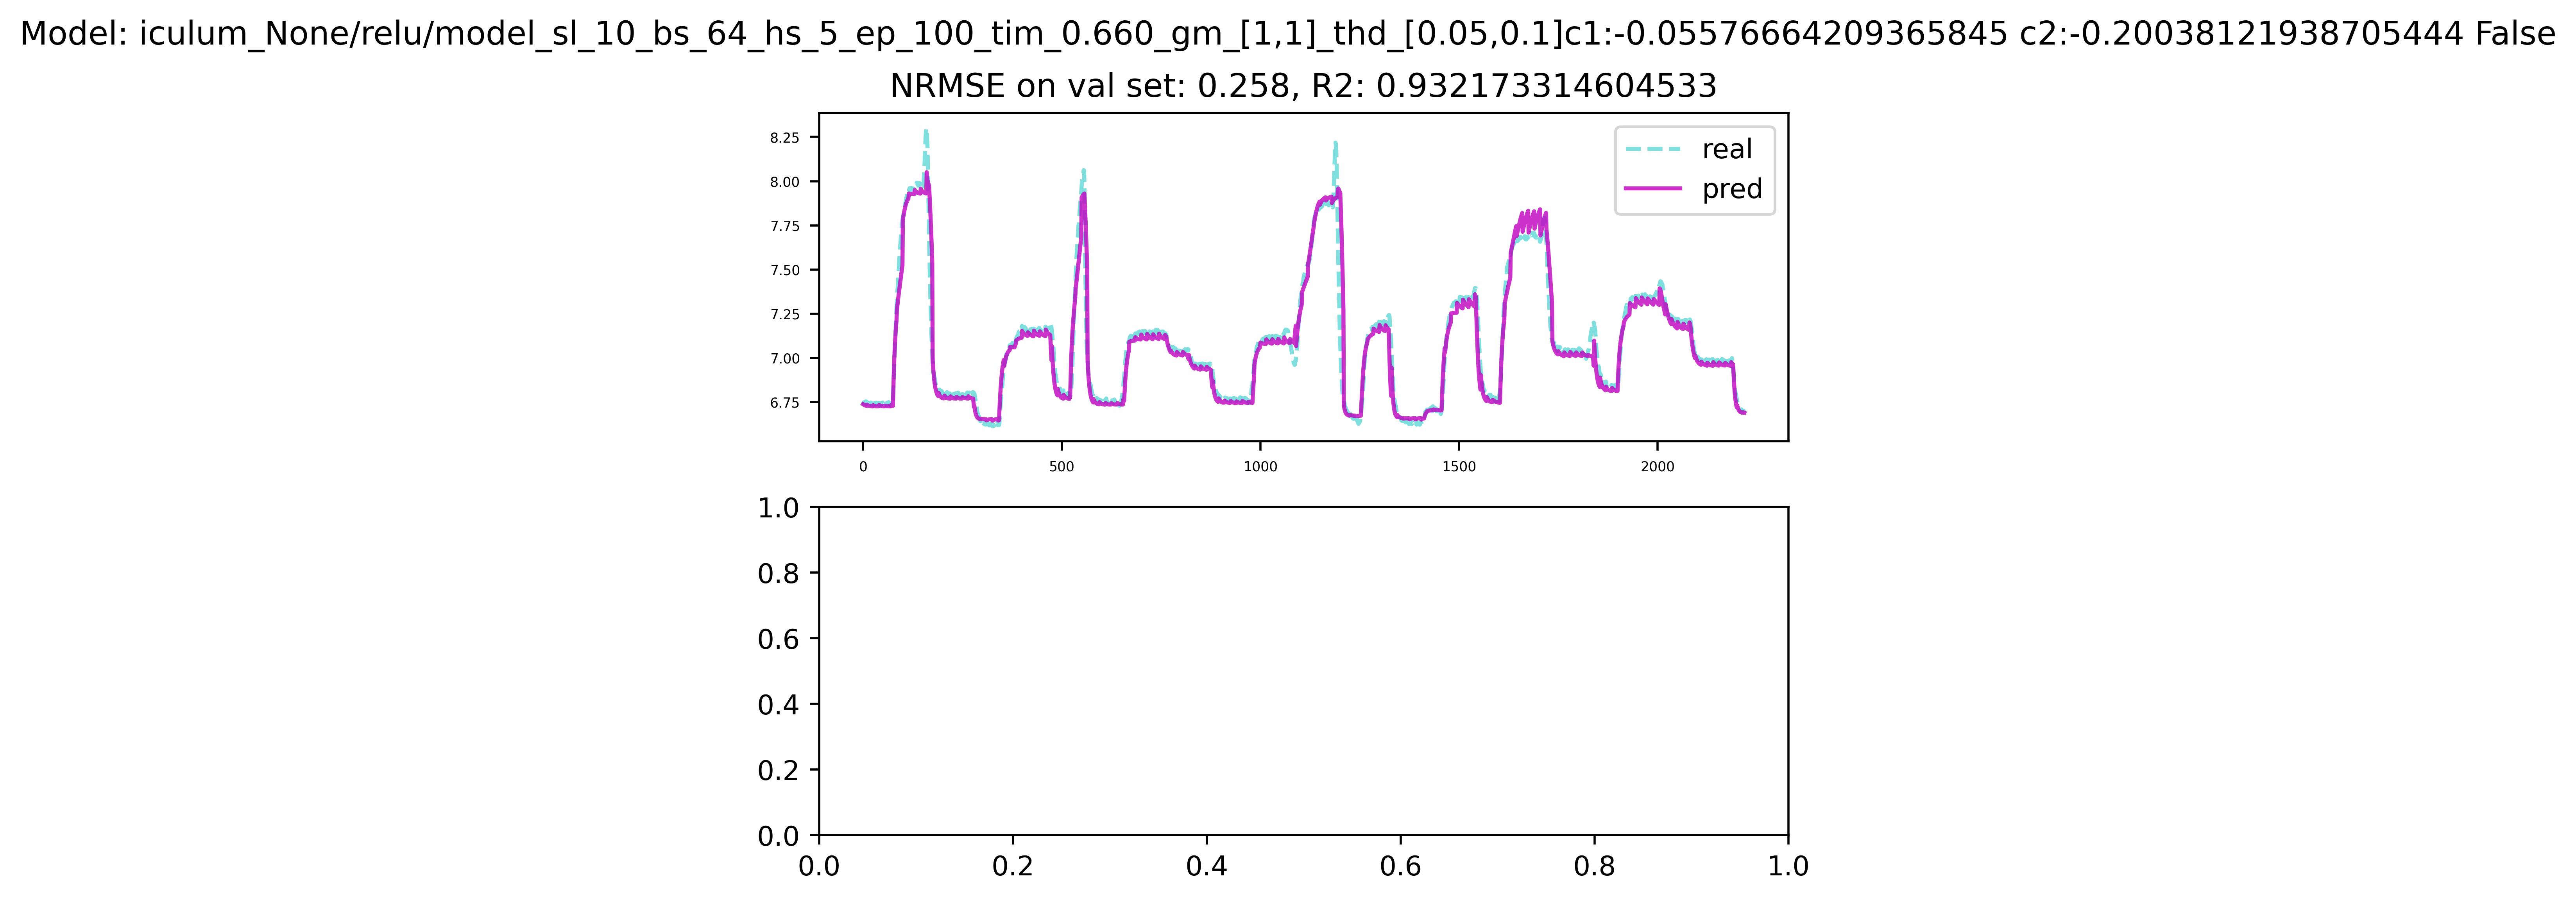 Model: iculum_None/relu/model_sl_10_bs_64_hs_5_ep_100_tim_0.660_gm_[1,1]_thd_[0.05,0.1]c1:-0.05576664209365845 c2:-0.20038121938705444 False
NRMSE on val set: 0.258, R2: 0.932173314604533
8.25
8.00
7.75
7.50
7.25
7.00
6.75
real
pred
0 500 1000 1500 2000
1.0
0.8
0.6
0.4
0.2
0.0
0.0 0.2 0.4 0.6 0.8 1.0